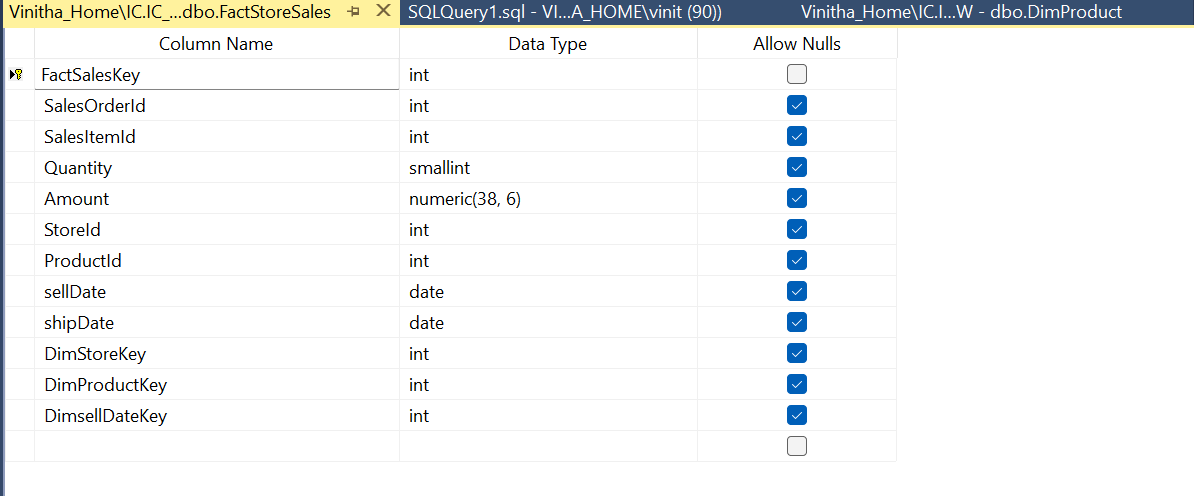 Vinitha_Home\IC.IC_...dbo.FactStoreSales SQLQuery1.sql - VI...A_HOME\vinit (90)) Vinitha_Home\IC.I...W - dbo.DimProduct
Column Name Data Type Allow Nulls
FactSalesKey int
SalesOrderId int
SalesItemId int
Quantity smallint
Amount numeric(38, 6)
StoreId int
ProductId int
sellDate date
shipDate date
DimStoreKey int
DimProductKey int
DimsellDateKey int